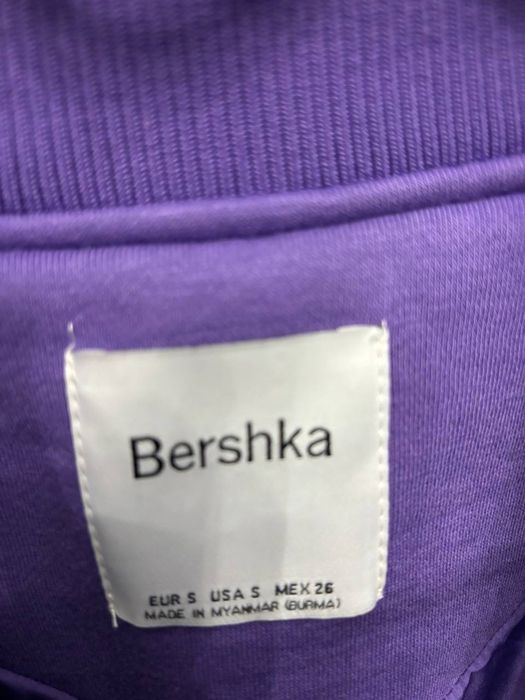 Bershka
EUR S USA S MEX 26
MADE IN MYANMAR (BURMA)